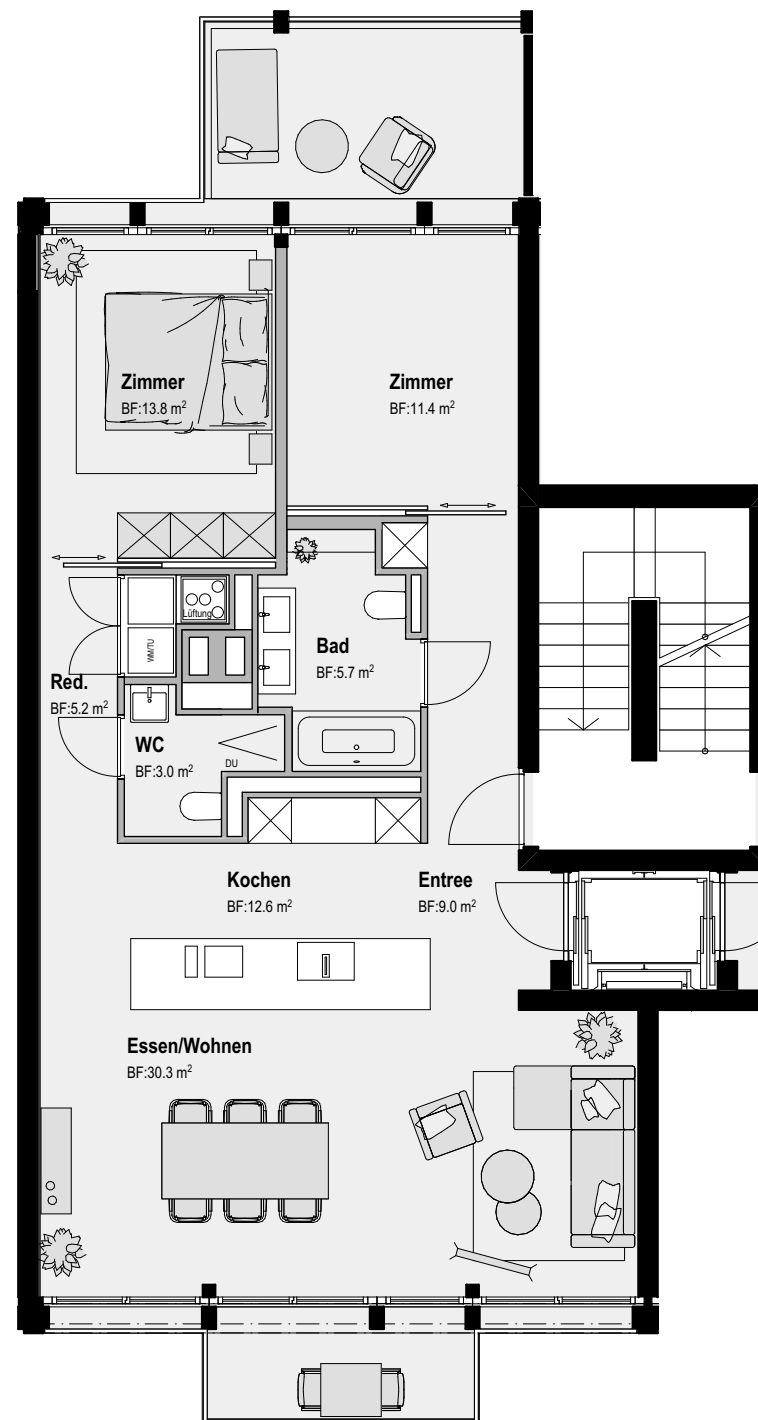 Zimmer
BF:13.8 m²
Zimmer
BF:11.4 m²
Lüftung
WM/TU
Bad
BF:5.7 m²
Red.
BF:5.2 m²
WC
BF:3.0 m²
DU
Kochen
BF:12.6 m²
Entree
BF:9.0 m²
Essen/Wohnen
BF:30.3 m²